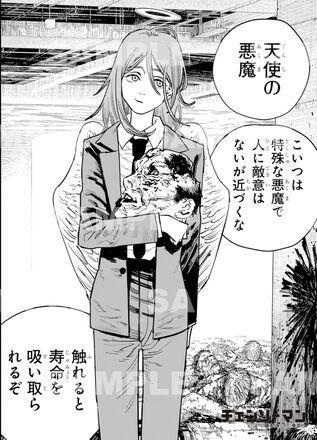 天使の
悪魔
こいつは
特殊な悪魔で
人に敵意は
ないが近づくな
触れると
寿命を
吸い取ら
れるぞ
チェンソーマン
SAMPLE